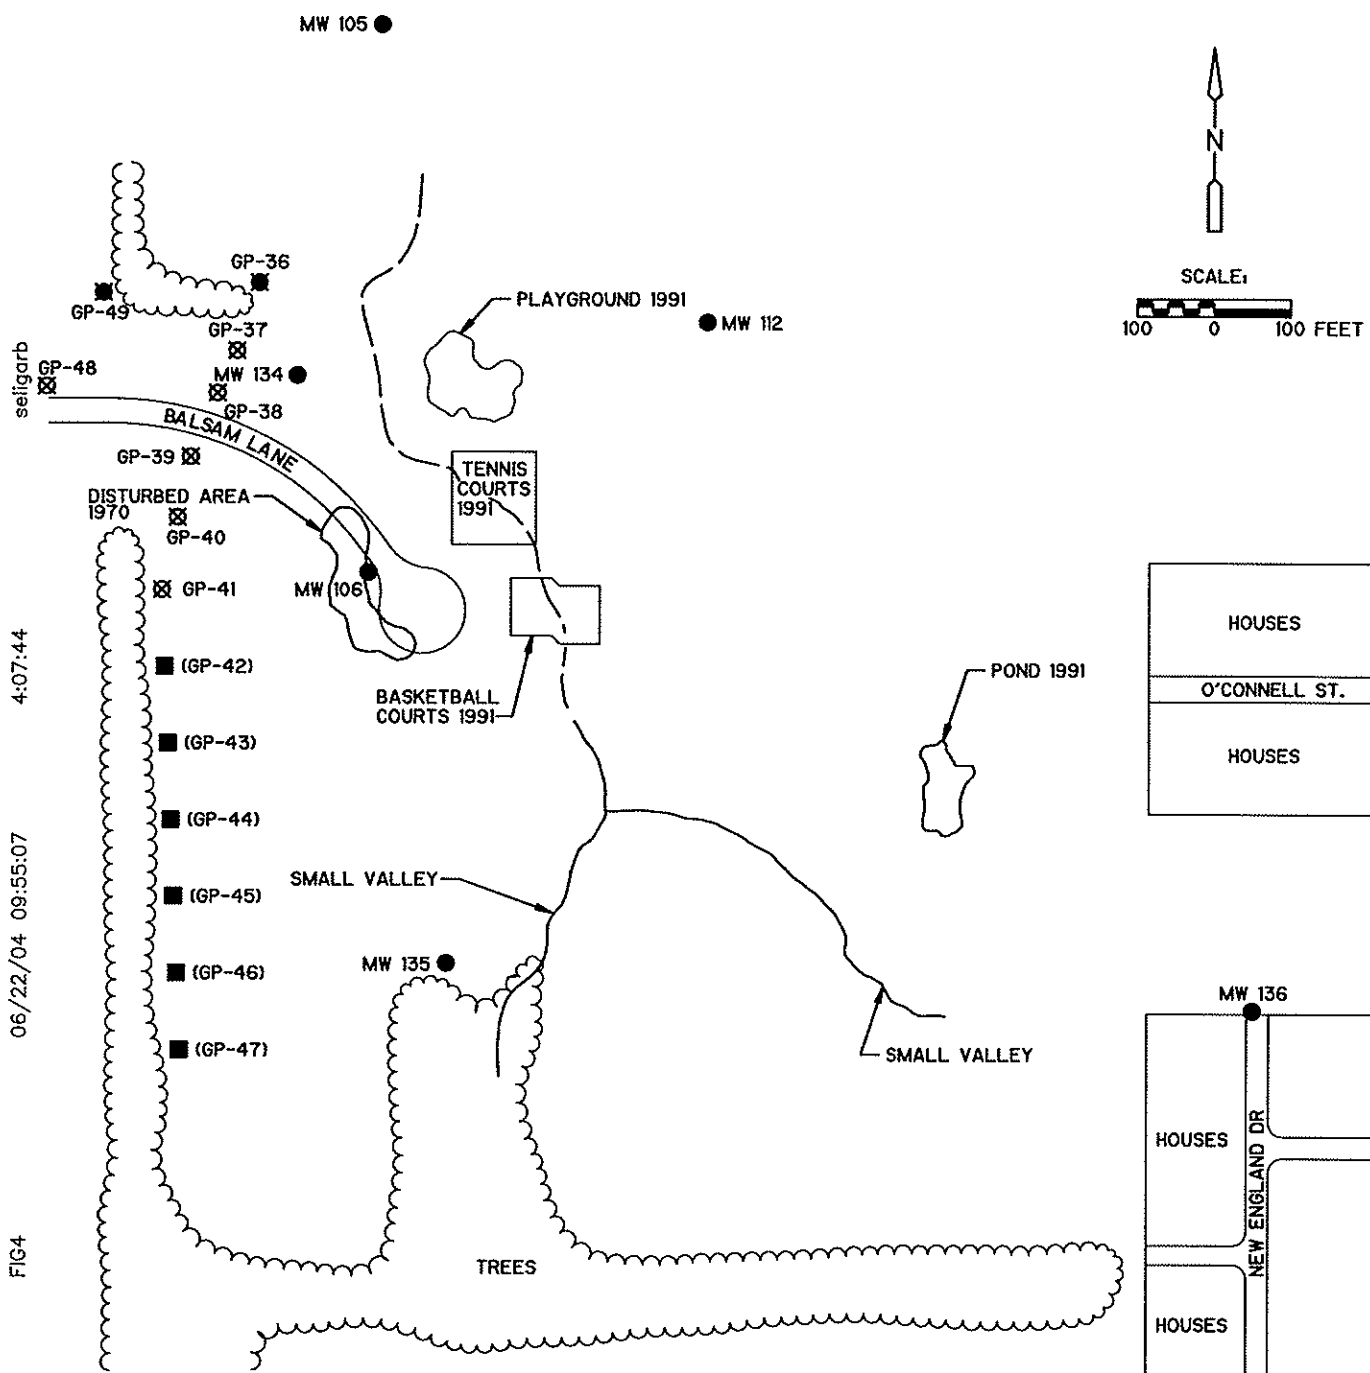 MW 105
N
SCALE:
100 0 100 FEET
GP-36
GP-49
GP-37
PLAYGROUND 1991
MW 112
GP-48
MW 134
GP-38
BALSAM LANE
GP-39
TENNIS
COURTS
1991
DISTURBED AREA
1970
GP-40
GP-41
MW 106
HOUSES
(GP-42)
POND 1991
O'CONNELL ST.
BASKETBALL
COURTS 1991
(GP-43)
HOUSES
(GP-44)
SMALL VALLEY
(GP-45)
MW 135
(GP-46)
MW 136
(GP-47)
SMALL VALLEY
HOUSES
NEW ENGLAND DR
TREES
HOUSES
seligarb
4:07:44
06/22/04 09:55:07
FIG4